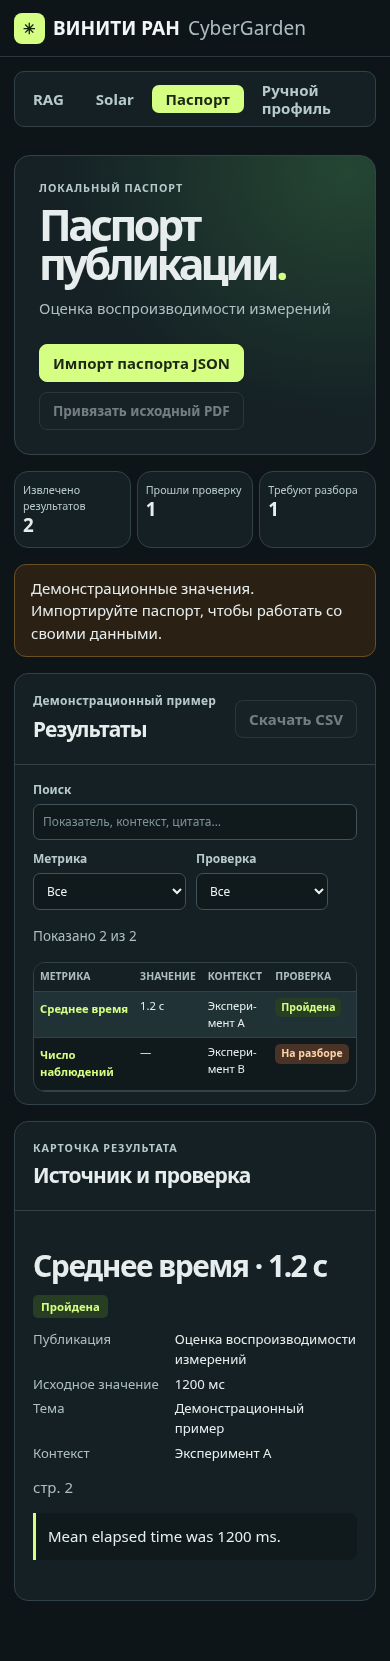 ВИНИТИ РАН CyberGarden
RAG Solar Паспорт Ручной
профиль
ЛОКАЛЬНЫЙ ПАСПОРТ
Паспорт
публикации.
Оценка воспроизводимости измерений
Импорт паспорта JSON
Привязать исходный PDF
Извлечено
результатов
2
Прошли проверку
1
Требуют разбора
1
Демонстрационные значения.
Импортируйте паспорт, чтобы работать со
своими данными.
Демонстрационный пример
Результаты
Скачать CSV
Поиск
Показатель, контекст, цитата...
Метрика Проверка
Все Все
Показано 2 из 2
МЕТРИКА ЗНАЧЕНИЕ КОНТЕКСТ ПРОВЕРКА
Среднее время 1.2 с Экспери-
мент А Пройдена
Число
наблюдений — Экспери-
мент В На разборе
КАРТОЧКА РЕЗУЛЬТАТА
Источник и проверка
Среднее время · 1.2 с
Пройдена
Публикация Оценка воспроизводимости
измерений
Исходное значение 1200 мс
Тема Демонстрационный
пример
Контекст Эксперимент А
стр. 2
Mean elapsed time was 1200 ms.